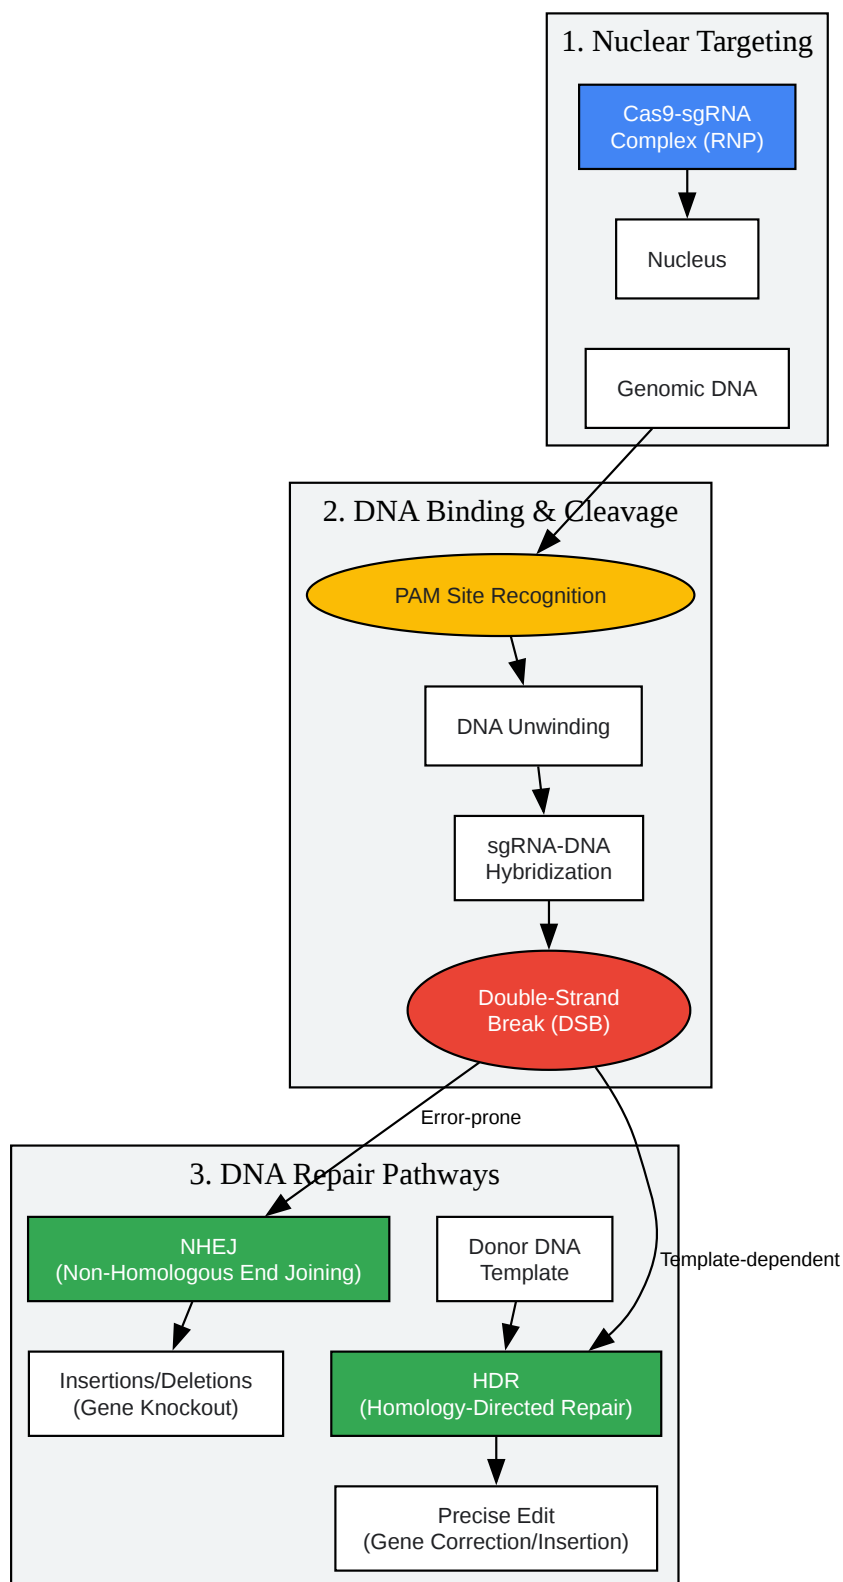 1. Nuclear Targeting
Cas9-sgRNA
Complex (RNP)
Nucleus
Genomic DNA
2. DNA Binding & Cleavage
PAM Site Recognition
DNA Unwinding
sgRNA-DNA
Hybridization
Double-Strand
Break (DSB)
Error-prone
3. DNA Repair Pathways
NHEJ
(Non-Homologous End Joining)
Donor DNA
Template
Template-dependent
Insertions/Deletions
(Gene Knockout)
HDR
(Homology-Directed Repair)
Precise Edit
(Gene Correction/Insertion)